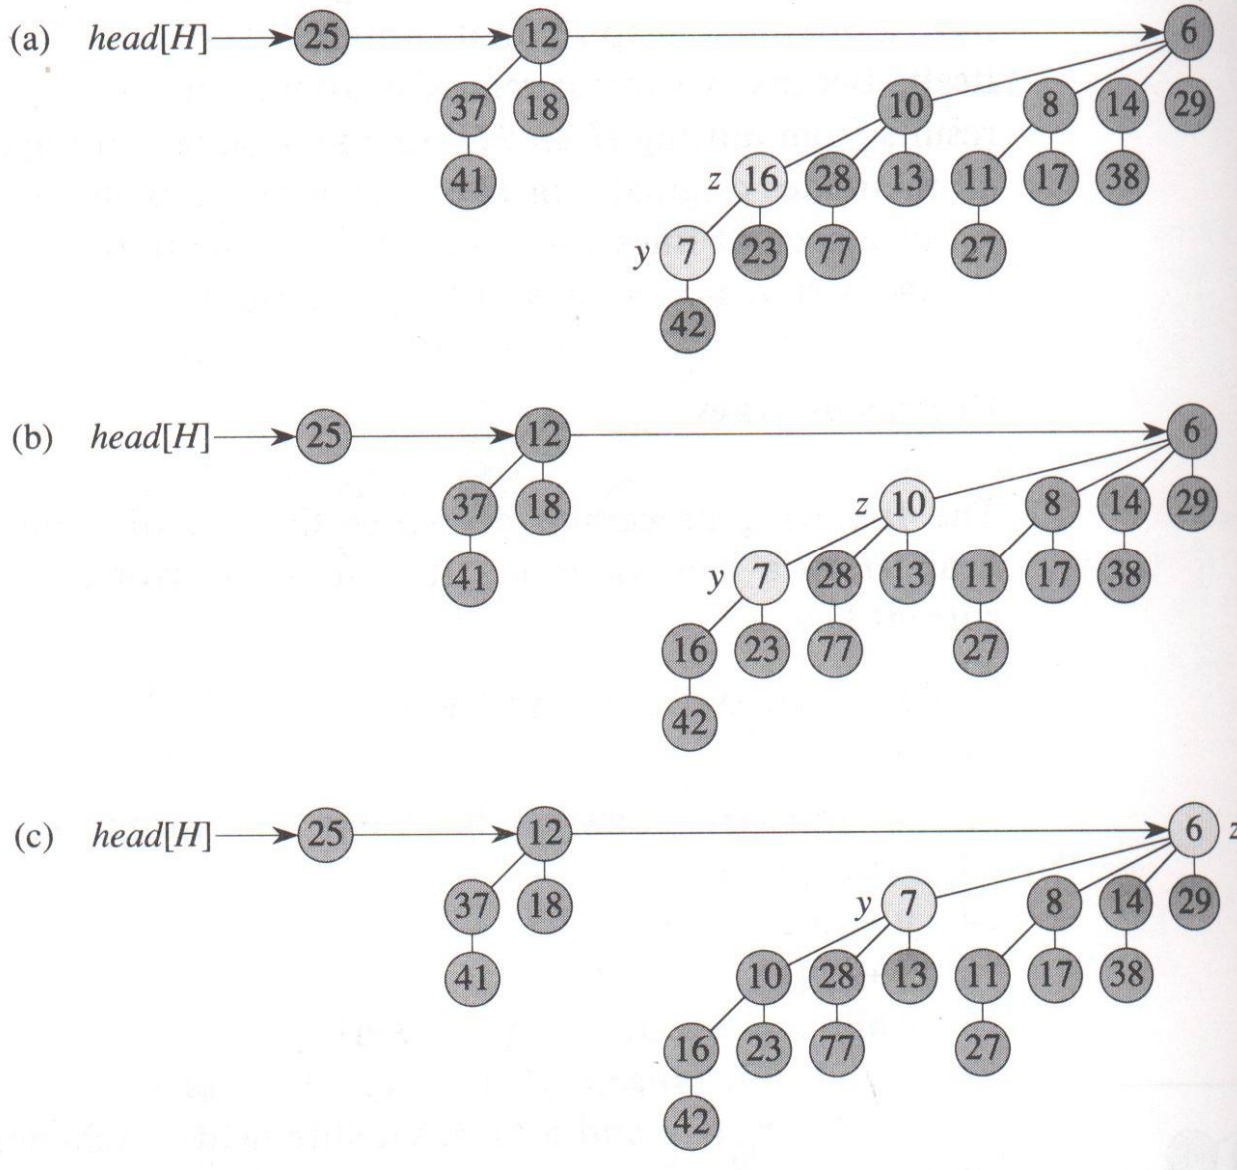 (a) head[H] 25 12 6
37 18 10 8 14 29
41 z 16 28 13 11 17 38
y 7 23 77 27
42
(b) head[H] 25 12 6
37 18 z 10 8 14 29
41 y 7 28 13 11 17 38
16 23 77 27
42
(c) head[H] 25 12 6 z
37 18 y 7 8 14 29
41 10 28 13 11 17 38
16 23 77 27
42